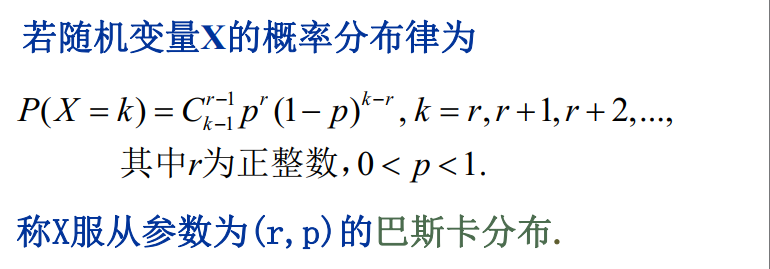 若随机变量X的概率分布律为
P(X = k) = C_{k-1}^{r-1} p^r (1 − p)^{k-r}, k = r, r + 1, r + 2, ...,
其中r为正整数, 0 < p < 1.
称X服从参数为(r, p)的巴斯卡分布.